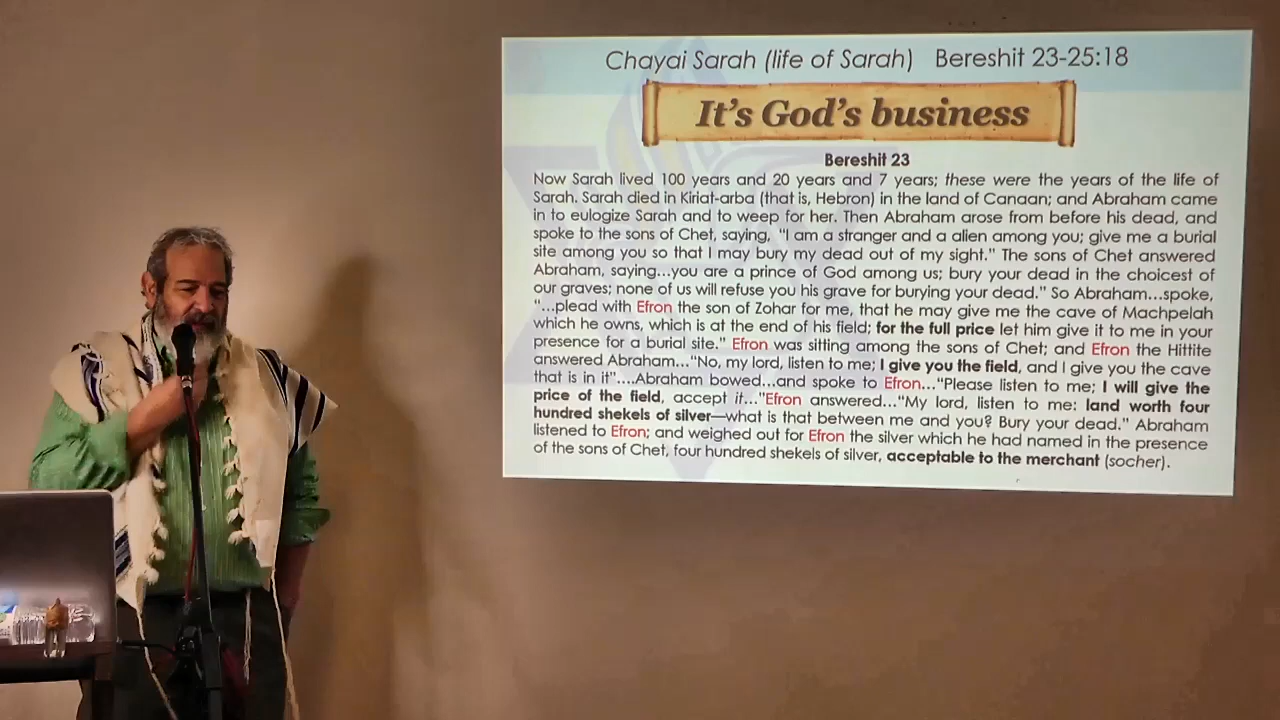 Chayai Sarah (life of Sarah) Bereshit 23-25:18
It's God's business
Bereshit 23
Now Sarah lived 100 years and 20 years and 7 years; these were the years of the life of
Sarah. Sarah died in Kiriat-arba (that is, Hebron) in the land of Canaan; and Abraham came
in to eulogize Sarah and to weep for her. Then Abraham arose from before his dead, and
spoke to the sons of Chet, saying, "I am a stranger and a alien among you; give me a burial
site among you so that I may bury my dead out of my sight." The sons of Chet answered
Abraham, saying...you are a prince of God among us; bury your dead in the choicest of
our graves; none of us will refuse you his grave for burying your dead." So Abraham...spoke,
"...plead with Efron the son of Zohar for me, that he may give me the cave of Machpelah
which he owns, which is at the end of his field; for the full price let him give it to me in your
presence for a burial site." Efron was sitting among the sons of Chet; and Efron the Hittite
answered Abraham..."No, my lord, listen to me; I give you the field, and I give you the cave
that is in it"....Abraham bowed...and spoke to Efron..."Please listen to me; I will give the
price of the field, accept it..."Efron answered..."My lord, listen to me: land worth four
hundred shekels of silver—what is that between me and you? Bury your dead." Abraham
listened to Efron; and weighed out for Efron the silver which he had named in the presence
of the sons of Chet, four hundred shekels of silver, acceptable to the merchant (socher).